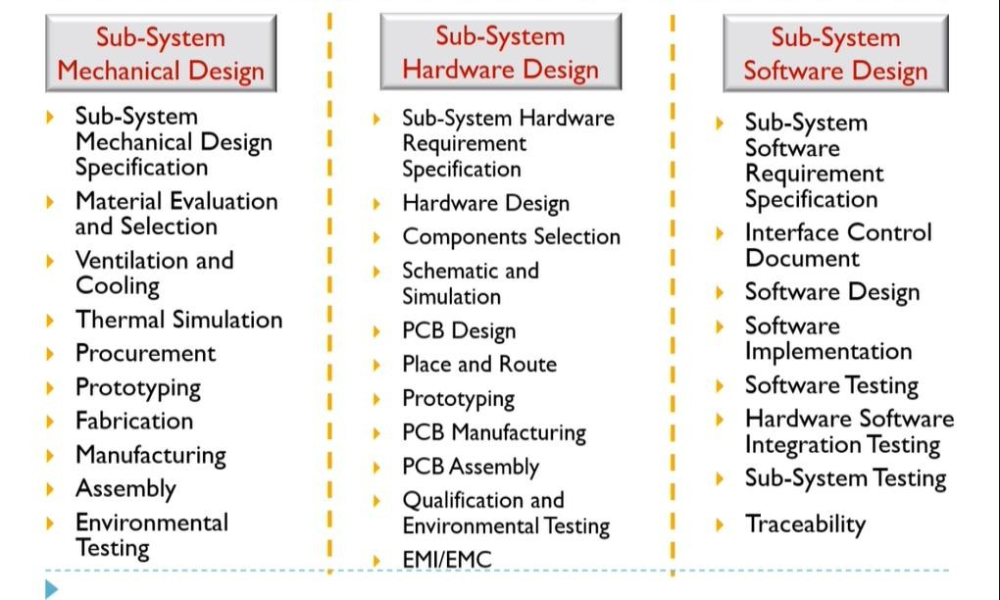 Sub-System
Mechanical Design
Sub-System
Mechanical Design
Specification
Material Evaluation
and Selection
Ventilation and
Cooling
Thermal Simulation
Procurement
Prototyping
Fabrication
Manufacturing
Assembly
Environmental
Testing
Sub-System
Hardware Design
Sub-System Hardware
Requirement
Specification
Hardware Design
Components Selection
Schematic and
Simulation
PCB Design
Place and Route
Prototyping
PCB Manufacturing
PCB Assembly
Qualification and
Environmental Testing
EMI/EMC
Sub-System
Software Design
Sub-System
Software
Requirement
Specification
Interface Control
Document
Software Design
Software
Implementation
Software Testing
Hardware Software
Integration Testing
Sub-System Testing
Traceability